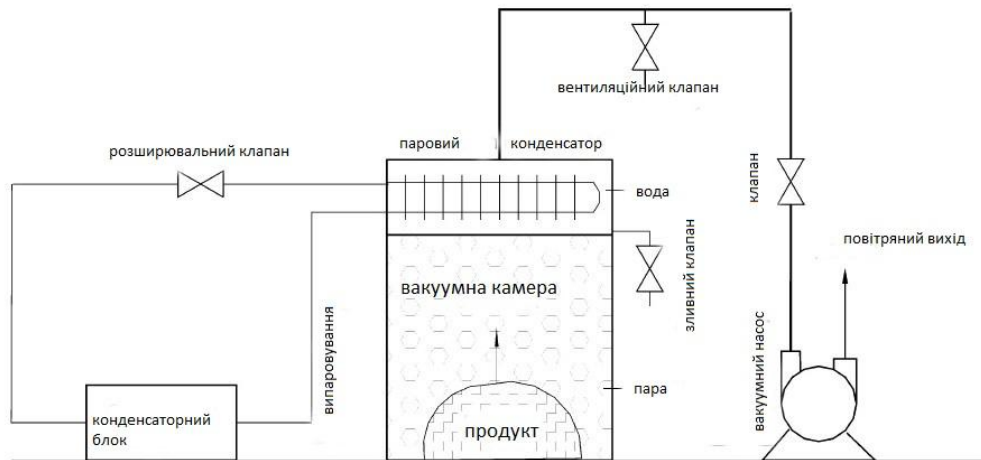 вентиляційний клапан
розширювальний клапан
паровий конденсатор
вода
клапан
повітряний вихід
зливний клапан
вакуумна камера
випаровування
вакуумний насос
пара
конденсаторний
блок
продукт